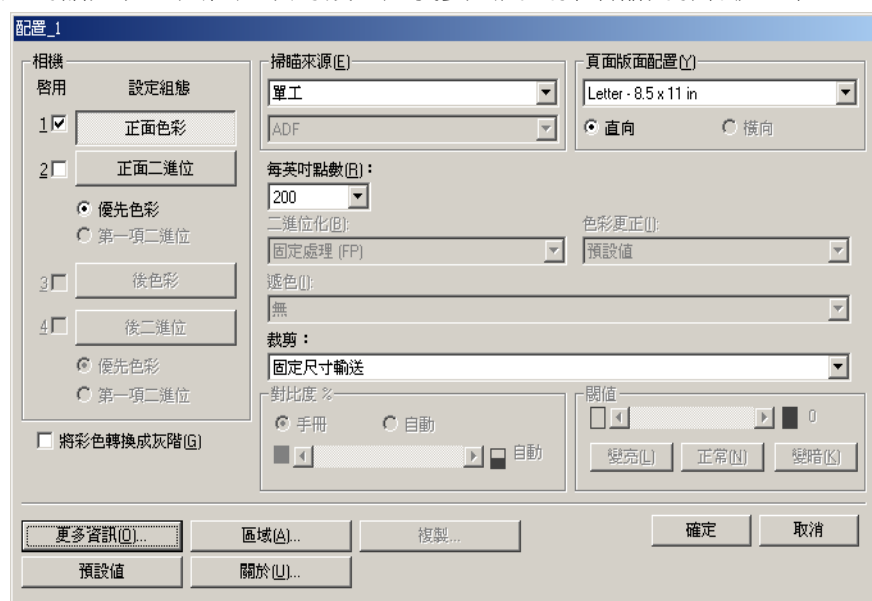 配置_1
相機
啓用 設定組態
1 正面色彩
2 正面二進位
優先色彩
第一項二進位
3 後色彩
4 後二進位
優先色彩
第一項二進位
將彩色轉換成灰階(G)
掃瞄來源(E)
單工
ADF
頁面版面配置(Y)
Letter - 8.5 x 11 in
直向 橫向
每英吋點數(R)：
200
二進位化(B):
固定處理 (FP)
色彩更正(I):
預設值
遞色(I):
無
裁剪：
固定尺寸輸送
對比度 %
手冊 自動
自動
閾值
0
變亮(L) 正常(N) 變暗(K)
更多資訊(O)... 區域(A)... 複製... 確定 取消
預設值 關於(U)...